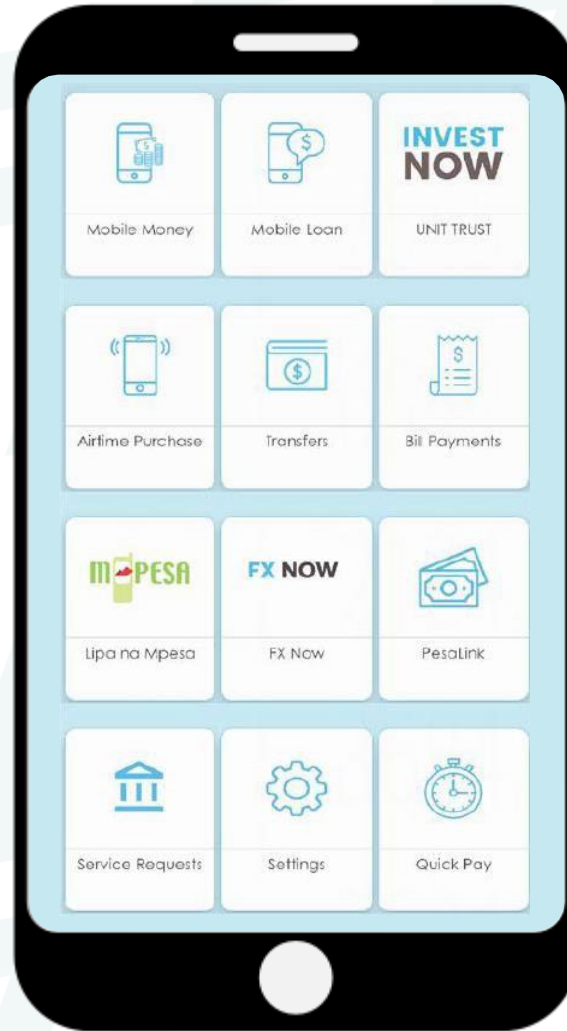 INVEST
NOW
Mobile Money
Mobile Loan
UNIT TRUST
Airtime Purchase
Transfers
Bill Payments
M PESA
FX NOW
Lipa na Mpesa
FX Now
PesaLink
Service Requests
Settings
Quick Pay